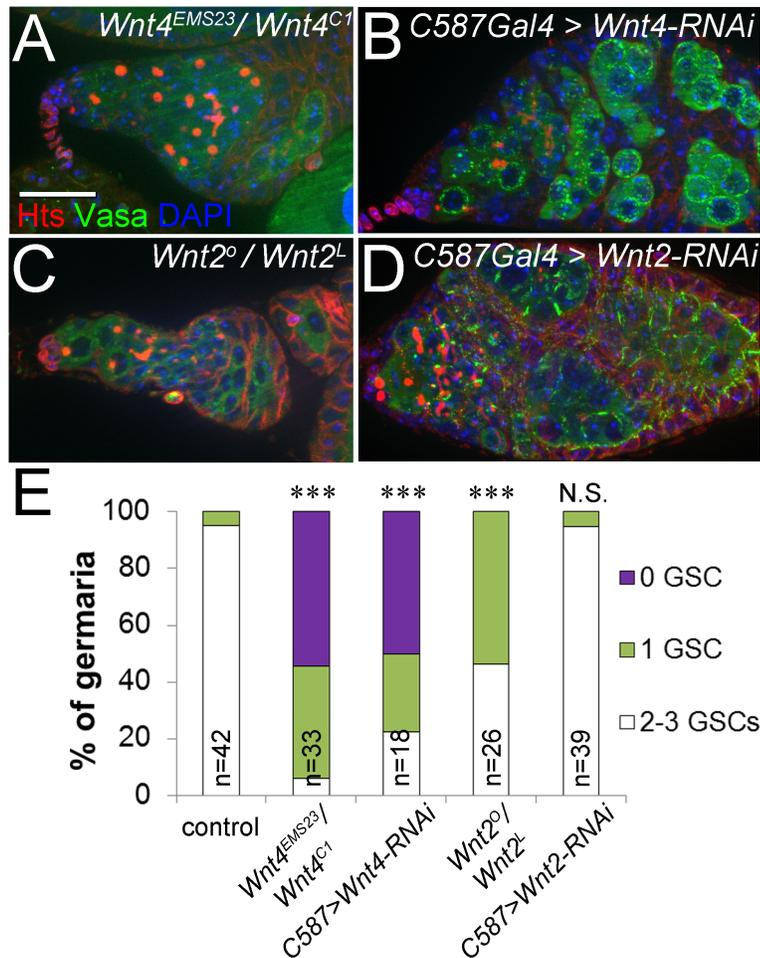 A Wnt4EMS23/ Wnt4C1
B C587Gal4 > Wnt4-RNAi
Hts Vasa DAPI
C Wnt2o / Wnt2L
D C587Gal4 > Wnt2-RNAi
E
*** *** *** N.S.
100
80
60
40
20
0
% of germaria
n=42
n=33
n=18
n=26
n=39
0 GSC
1 GSC
2-3 GSCs
control
Wnt4EMS23/
Wnt4C1
C587>Wnt4-RNAi
Wnt2O/
Wnt2L
C587>Wnt2-RNAi